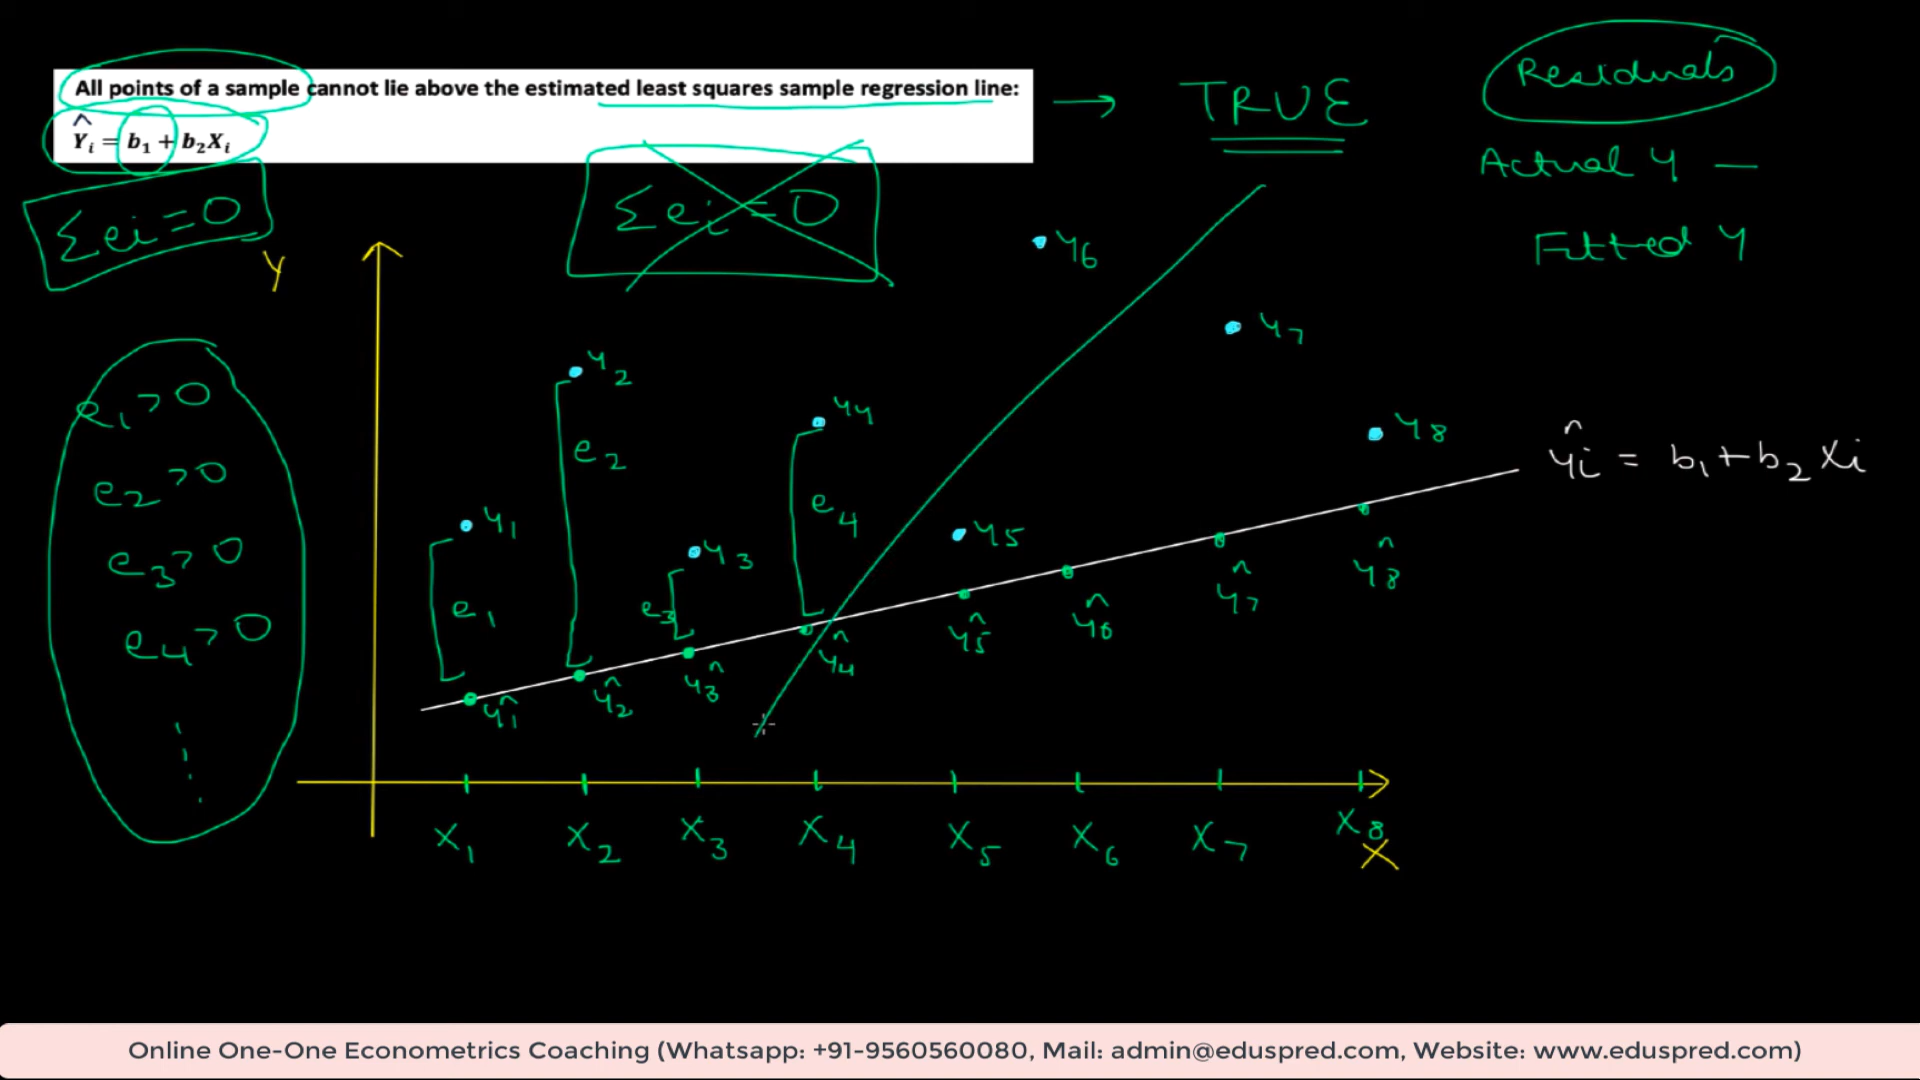 All points of a sample cannot lie above the estimated least squares sample regression line:
Ŷi = b1 + b2Xi
→ TRUE
Residuals
Actual Y —
Fitted Y
Σei = 0
Σei = 0
Y
e1 > 0
e2 > 0
e3 > 0
e4 > 0
y1
y2
y3
y4
y5
y6
y7
y8
e1
e2
e3
e4
ŷ1
ŷ2
ŷ3
ŷ4
ŷ5
ŷ6
ŷ7
ŷ8
ŷi = b1 + b2 Xi
X1 X2 X3 X4 X5 X6 X7 X8
X
Online One-One Econometrics Coaching (Whatsapp: +91-9560560080, Mail: admin@eduspred.com, Website: www.eduspred.com)